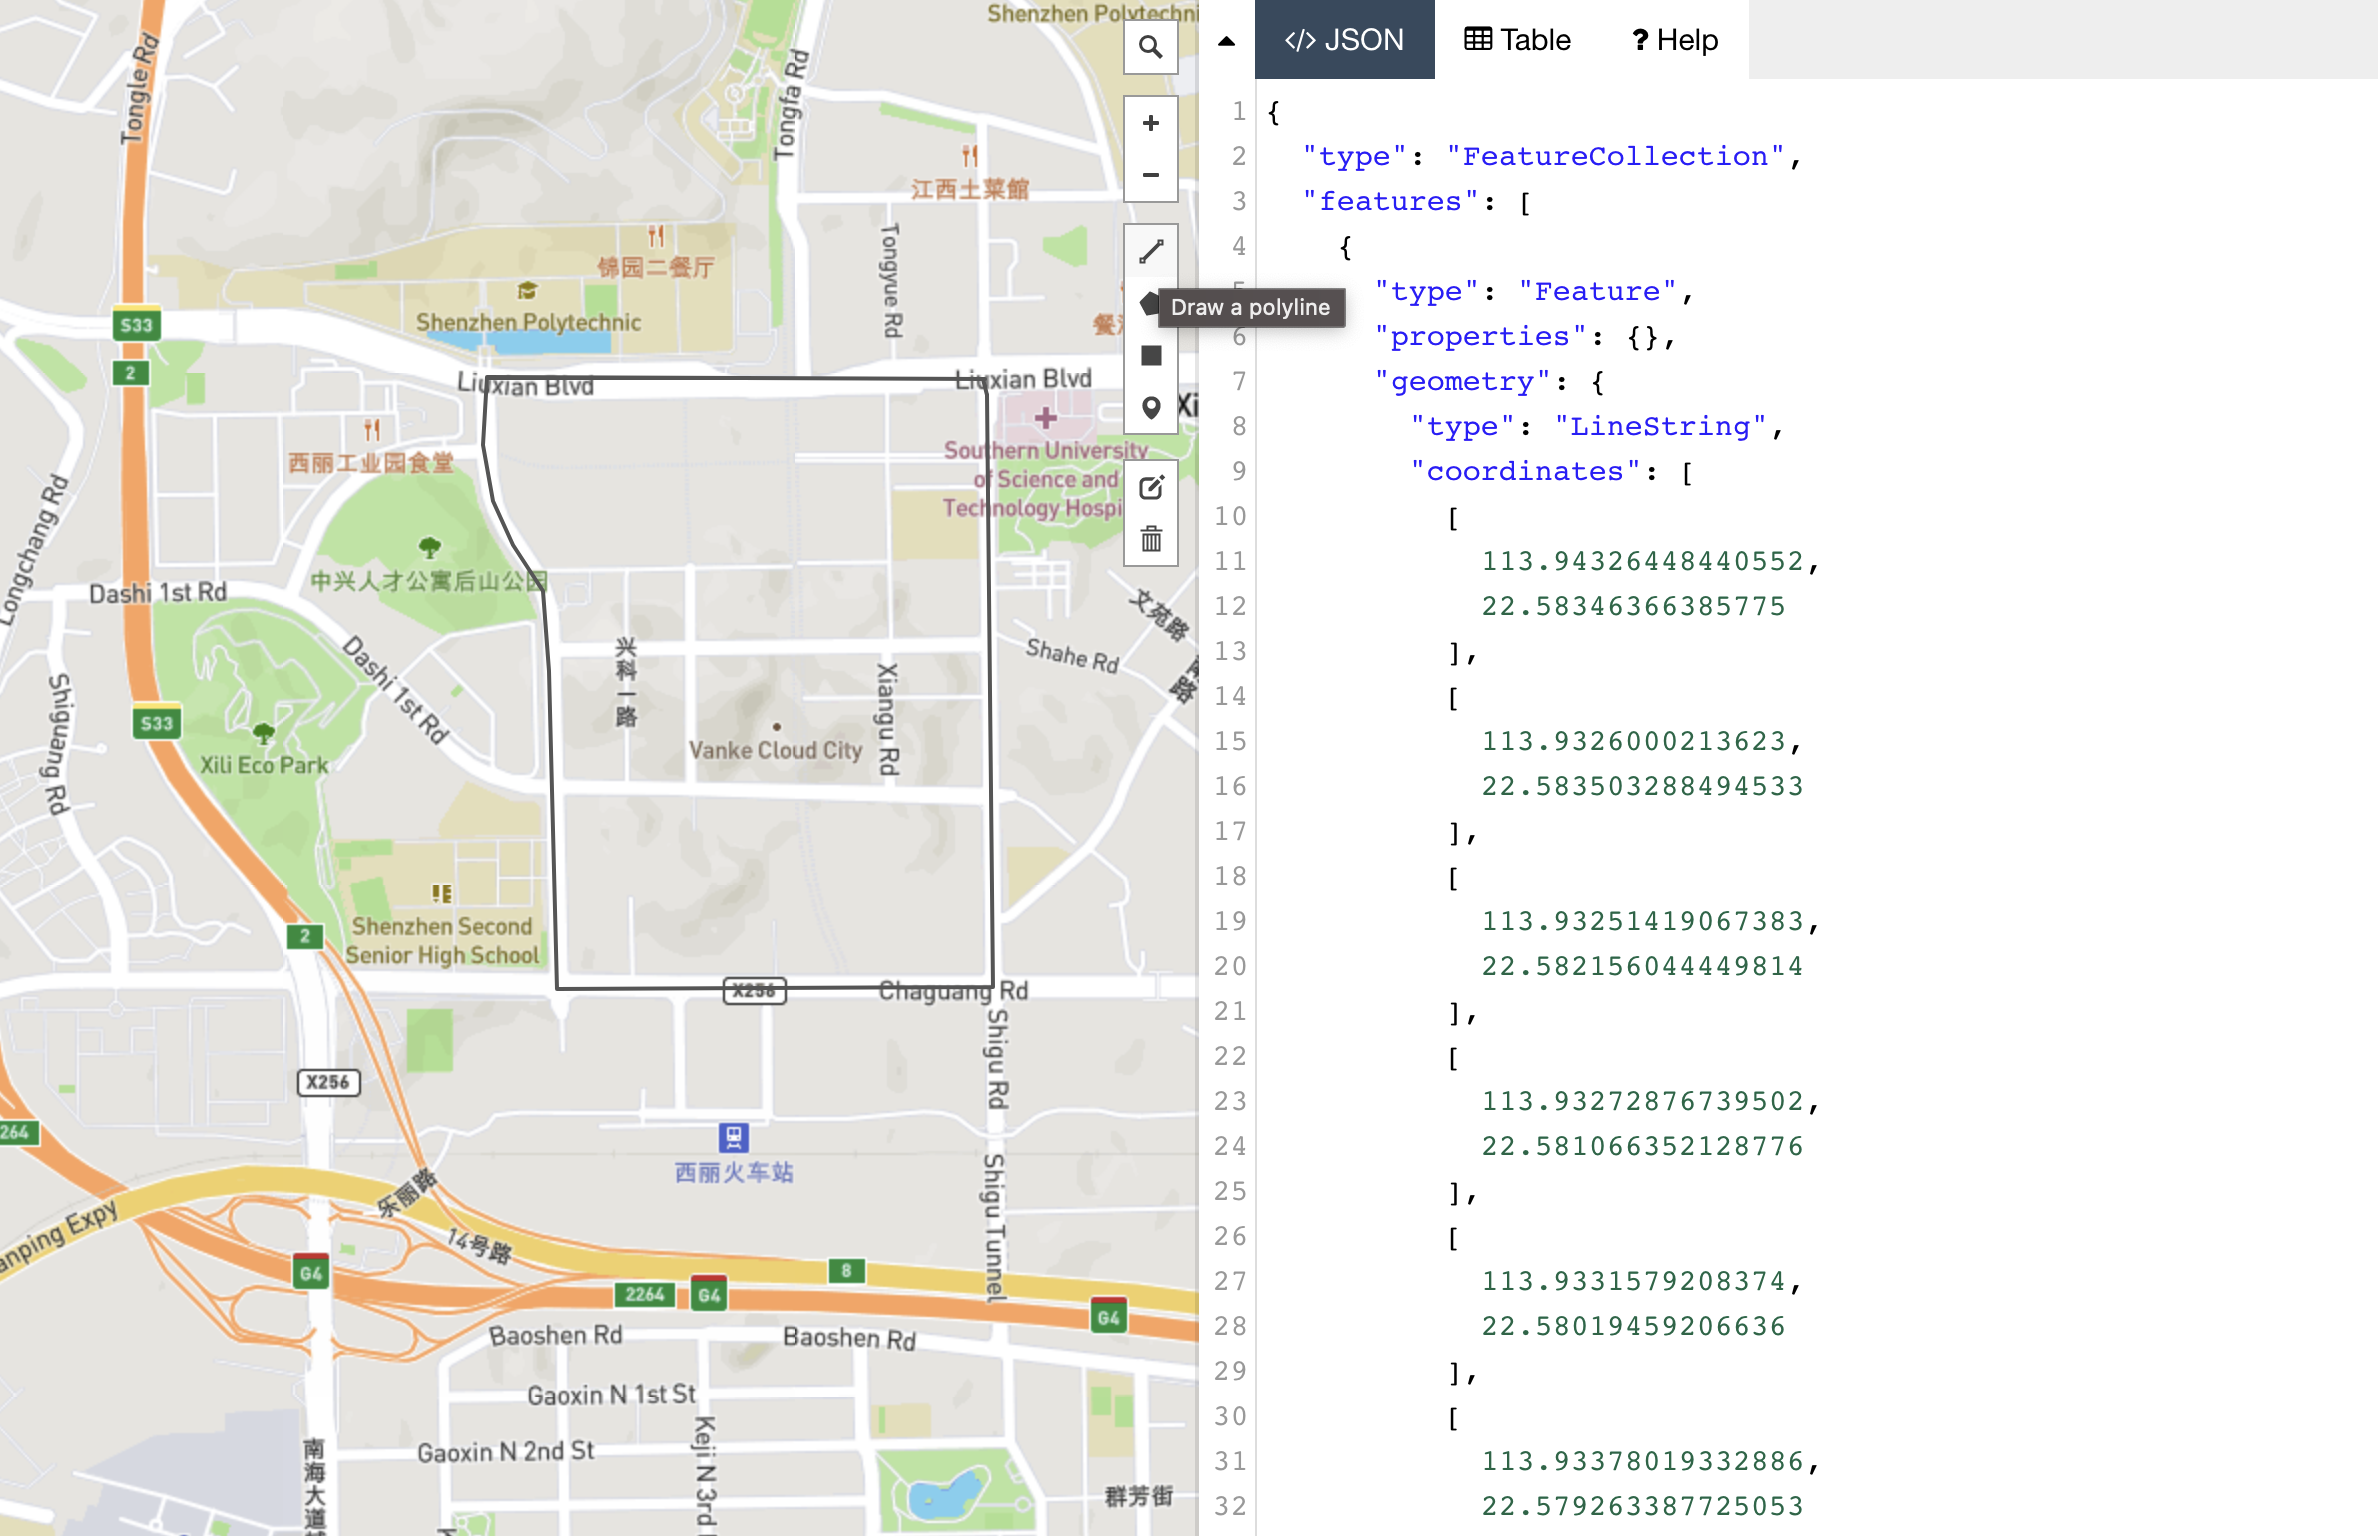 Shenzhen Polytechni
Tongle Rd
Tongfa Rd
江西土菜館
锦园二餐厅
Tongyue Rd
Shenzhen Polytechnic
S33
2
Liuxian Blvd
Liuxian Blvd
餐
Xi
西丽工业园食堂
Southern University
of Science and
Technology Hospi
Longchang Rd
中兴人才公寓后山公园
Dashi 1st Rd
文苑路
兴科一路
Shahe Rd
Dashi 1st Rd
Shiguang Rd
Xiangu Rd
路
S33
Vanke Cloud City
Xili Eco Park
Shenzhen Second
Senior High School
2
X256
Chaguang Rd
Shigu Rd
X256
264
西丽火车站
Shigu Tunnel
乐丽路
anping Expy
14号路
G4
2264
G4
8
G4
Baoshen Rd
Baoshen Rd
Gaoxin N 1st St
Keji N 3rd
Gaoxin N 2nd St
南海大道
群芳街
Draw a polyline
</> JSON
Table
? Help
1 {
2 "type": "FeatureCollection",
3 "features": [
4 {
5 "type": "Feature",
6 "properties": {},
7 "geometry": {
8 "type": "LineString",
9 "coordinates": [
10 [
11 113.94326448440552,
12 22.58346366385775
13 ],
14 [
15 113.9326000213623,
16 22.583503288494533
17 ],
18 [
19 113.93251419067383,
20 22.582156044449814
21 ],
22 [
23 113.93272876739502,
24 22.581066352128776
25 ],
26 [
27 113.9331579208374,
28 22.58019459206636
29 ],
30 [
31 113.93378019332886,
32 22.579263387725053